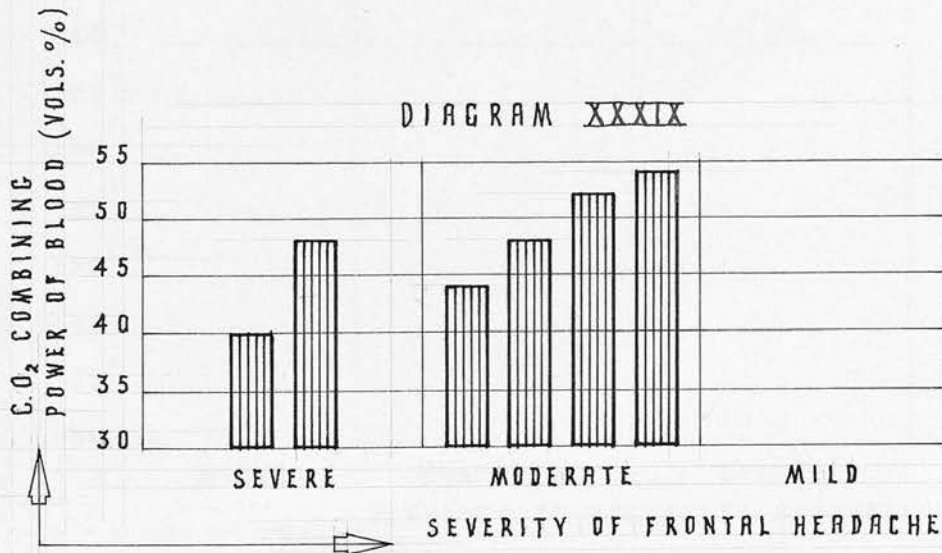 DIAGRAM XXXIX
C.O₂ COMBINING
POWER OF BLOOD (VOLS. %)
55
50
45
40
35
30
SEVERE MODERATE MILD
SEVERITY OF FRONTAL HEADACHE